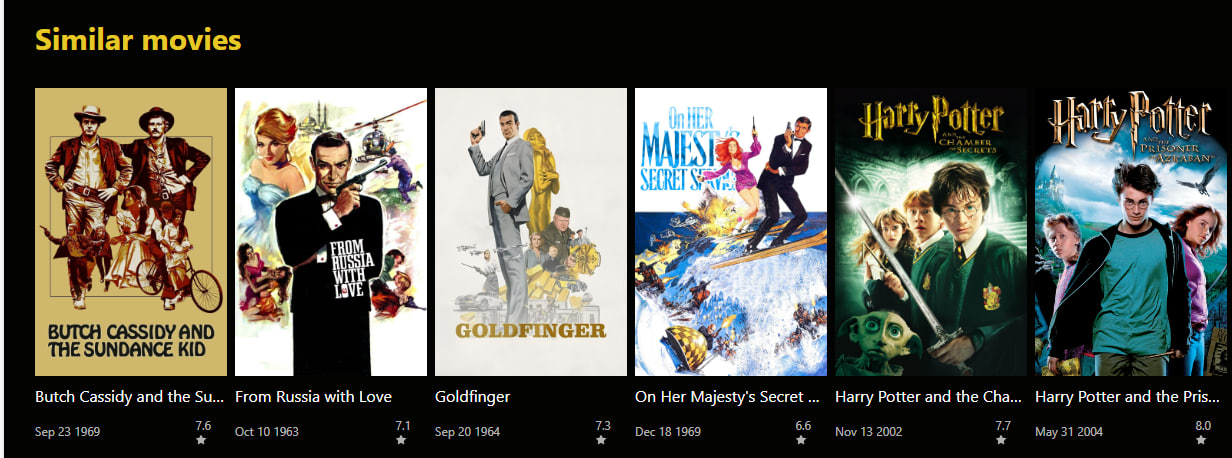 Similar movies
BUTCH CASSIDY AND
THE SUNDANCE KID
FROM
RUSSIA
WITH
LOVE
GOLDFINGER
ON HER
MAJESTY'S
SECRET SERVICE
Harry Potter
AND THE
CHAMBER
OF SECRETS
Harry Potter
AND THE
PRISONER
OF AZKABAN
Butch Cassidy and the Su...
From Russia with Love
Goldfinger
On Her Majesty's Secret ...
Harry Potter and the Cha...
Harry Potter and the Pris...
Sep 23 1969
7.6
Oct 10 1963
7.1
Sep 20 1964
7.3
Dec 18 1969
6.6
Nov 13 2002
7.7
May 31 2004
8.0